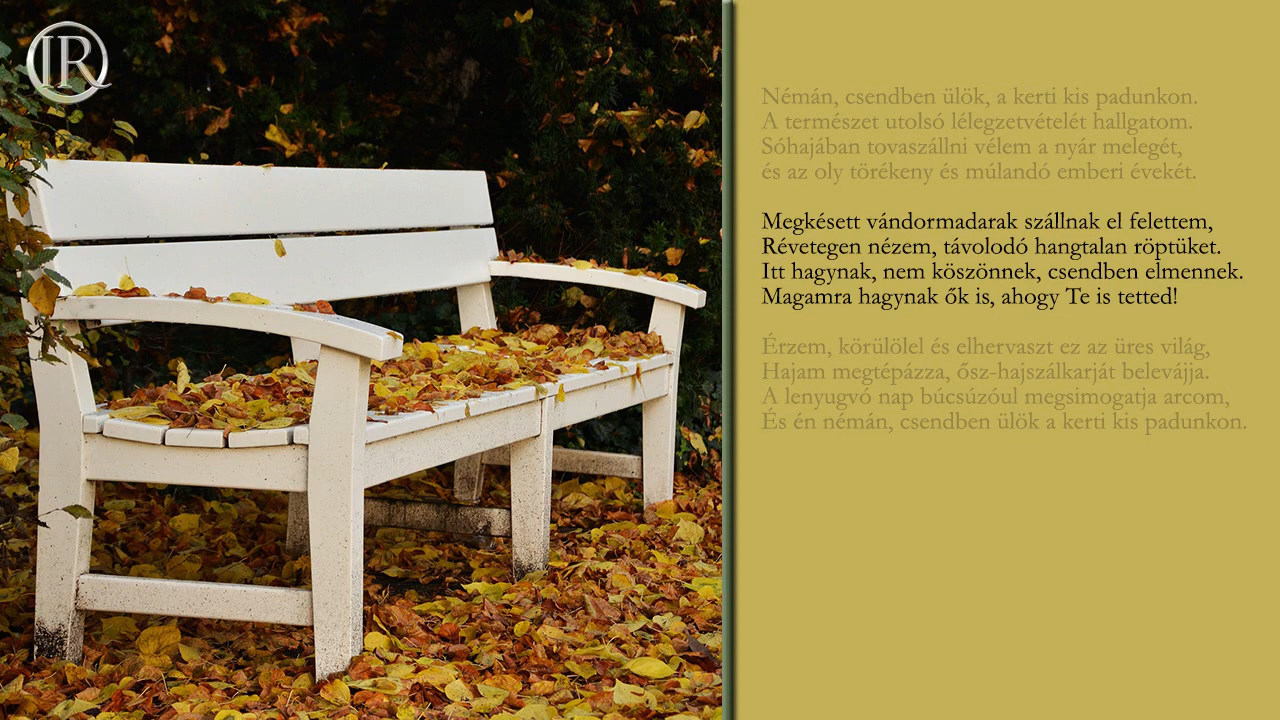 IR
Némán, csendben ülök, a kerti kis padunkon.
A természet utolsó lélegzetvételét hallgatom.
Sóhajában tovaszállni vélem a nyár melegét,
és az oly törékeny és múlandó emberi évekét.
Megkésett vándormadarak szállnak el felettem,
Révetegen nézem, távolodó hangtalan röptüket.
Itt hagynak, nem köszönnek, csendben elmennek.
Magamra hagynak ők is, ahogy Te is tetted!
Érzem, körülölel és elhervaszt ez az üres világ,
Hajam megtépázza, ősz-hajszálkarját belevájja.
A lenyugvó nap búcsúzóul megsimogatja arcom,
És én némán, csendben ülök a kerti kis padunkon.